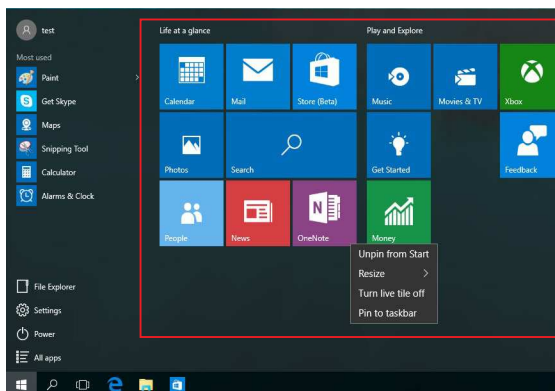 test
Most used
Paint
Get Skype
Maps
Snipping Tool
Calculator
Alarms & Clock
File Explorer
Settings
Power
All apps
Life at a glance
Calendar
Mail
Store (Beta)
Photos
Search
People
News
OneNote
Play and Explore
Music
Movies & TV
Xbox
Get Started
Feedback
Money
Unpin from Start
Resize
Turn live tile off
Pin to taskbar